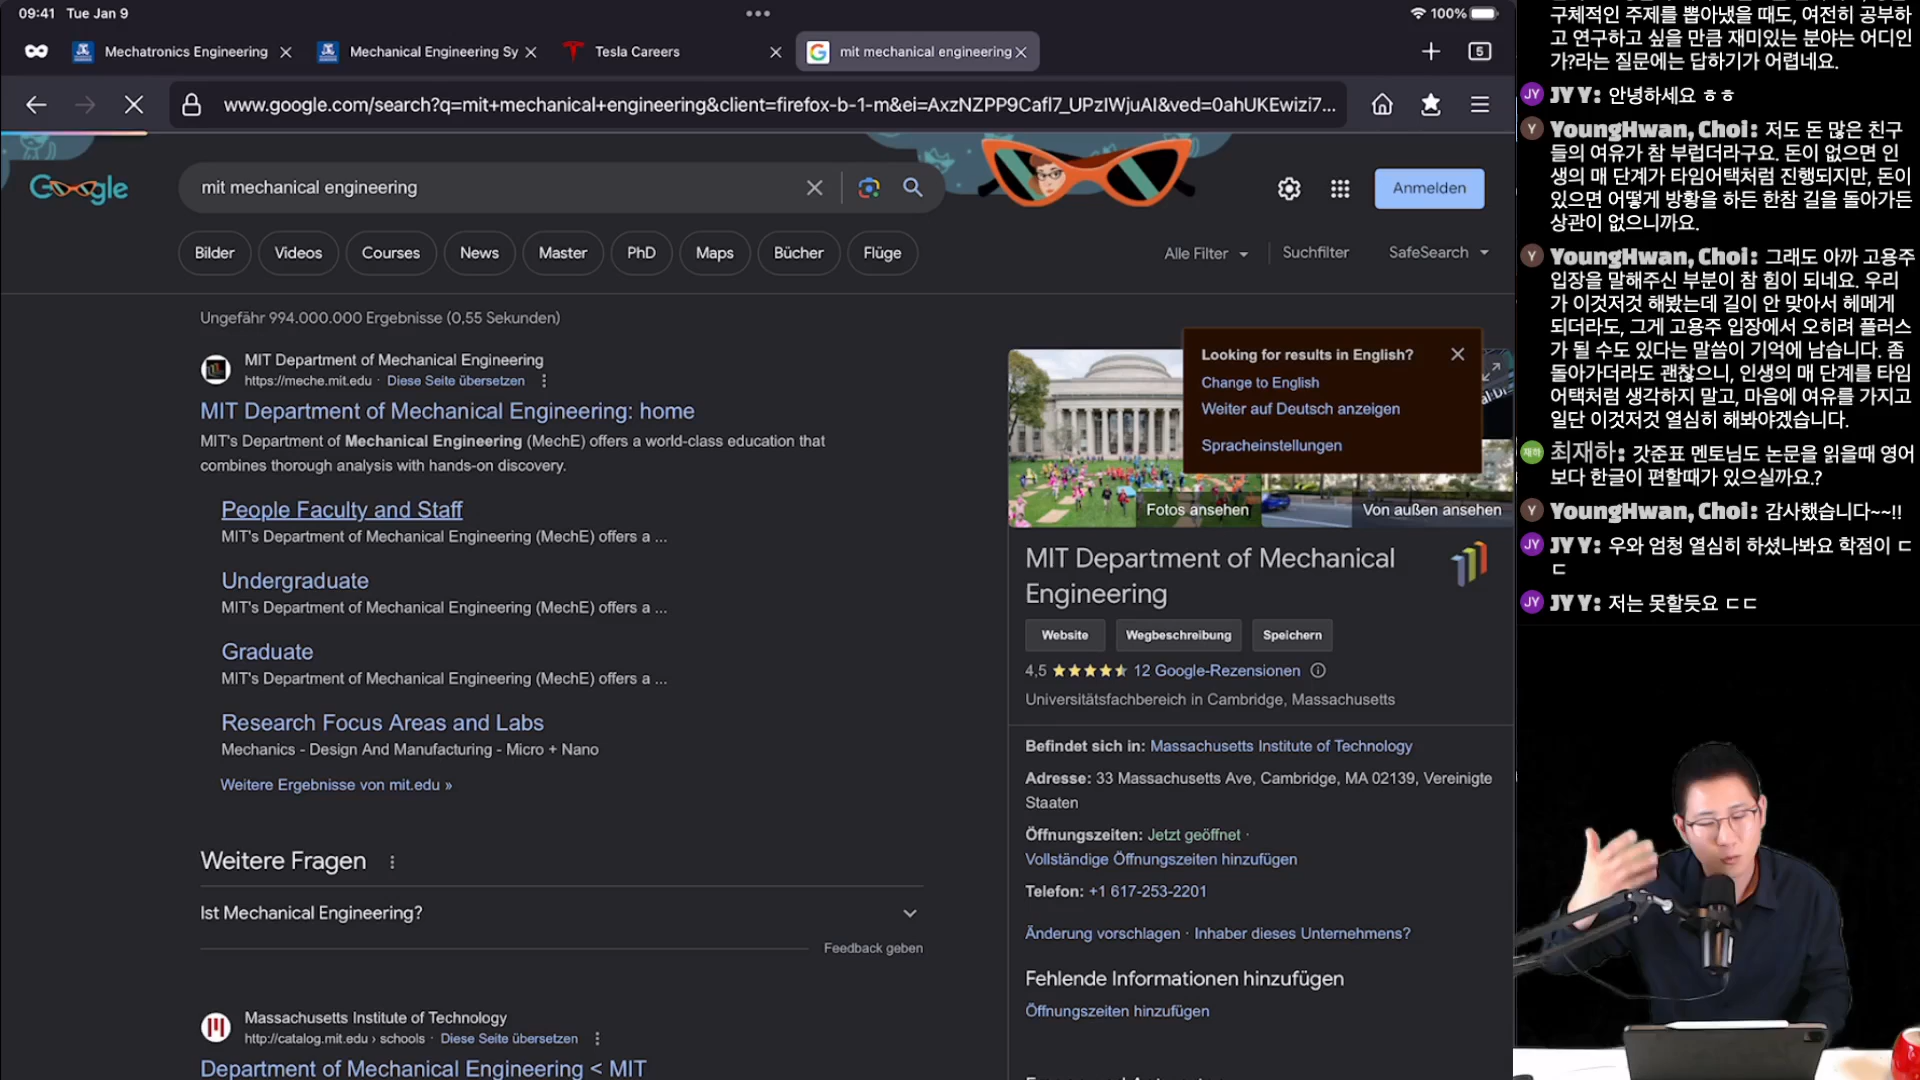 09:41 Tue Jan 9
100%
Mechatronics Engineering
Mechanical Engineering Sy
Tesla Careers
mit mechanical engineering
5
www.google.com/search?q=mit+mechanical+engineering&client=firefox-b-1-m&ei=AxzNZPP9Cafl7_UPzIWjuAI&ved=0ahUKEwizi7...
Google
mit mechanical engineering
Anmelden
Bilder
Videos
Courses
News
Master
PhD
Maps
Bücher
Flüge
Alle Filter
Suchfilter
SafeSearch
Ungefähr 994.000.000 Ergebnisse (0,55 Sekunden)
MIT Department of Mechanical Engineering
https://meche.mit.edu · Diese Seite übersetzen
MIT Department of Mechanical Engineering: home
MIT's Department of Mechanical Engineering (MechE) offers a world-class education that
combines thorough analysis with hands-on discovery.
People Faculty and Staff
MIT's Department of Mechanical Engineering (MechE) offers a ...
Undergraduate
MIT's Department of Mechanical Engineering (MechE) offers a ...
Graduate
MIT's Department of Mechanical Engineering (MechE) offers a ...
Research Focus Areas and Labs
Mechanics - Design And Manufacturing - Micro + Nano
Weitere Ergebnisse von mit.edu »
Weitere Fragen
Ist Mechanical Engineering?
Feedback geben
Massachusetts Institute of Technology
http://catalog.mit.edu › schools · Diese Seite übersetzen
Department of Mechanical Engineering < MIT
Looking for results in English?
Change to English
Weiter auf Deutsch anzeigen
Spracheinstellungen
Fotos ansehen
Von außen ansehen
MIT Department of Mechanical
Engineering
Website
Wegbeschreibung
Speichern
4,5 12 Google-Rezensionen
Universitätsfachbereich in Cambridge, Massachusetts
Befindet sich in: Massachusetts Institute of Technology
Adresse: 33 Massachusetts Ave, Cambridge, MA 02139, Vereinigte
Staaten
Öffnungszeiten: Jetzt geöffnet ·
Vollständige Öffnungszeiten hinzufügen
Telefon: +1 617-253-2201
Änderung vorschlagen · Inhaber dieses Unternehmens?
Fehlende Informationen hinzufügen
Öffnungszeiten hinzufügen
구체적인 주제를 뽑아냈을 때도, 여전히 공부하
고 연구하고 싶을 만큼 재미있는 분야는 어디인
가?라는 질문에는 답하기가 어렵네요.
JY JY Y: 안녕하세요 ㅎㅎ
Y YoungHwan, Choi: 저도 돈 많은 친구
들의 여유가 참 부럽더라구요. 돈이 없으면 인
생의 매 단계가 타임어택처럼 진행되지만, 돈이
있으면 어떻게 방황을 하든 한참 길을 돌아가든
상관이 없으니까요.
Y YoungHwan, Choi: 그래도 아까 고용주
입장을 말해주신 부분이 참 힘이 되네요. 우리
가 이것저것 해봤는데 길이 안 맞아서 헤메게
되더라도, 그게 고용주 입장에서 오히려 플러스
가 될 수도 있다는 말씀이 기억에 남습니다. 좀
돌아가더라도 괜찮으니, 인생의 매 단계를 타임
어택처럼 생각하지 말고, 마음에 여유를 가지고
일단 이것저것 열심히 해봐야겠습니다.
재하 최재하: 갓준표 멘토님도 논문을 읽을때 영어
보다 한글이 편할때가 있으실까요?
Y YoungHwan, Choi: 감사했습니다~~!!
JY JY Y: 우와 엄청 열심히 하셨나봐요 학점이 ㄷ
ㄷ
JY JY Y: 저는 못할듯요 ㄷㄷ